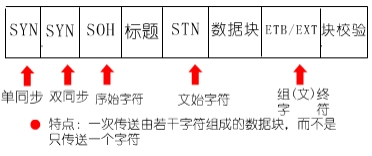 SYN SYN SOH 标题 STN 数据块 ETB/EXT 块校验
单同步 双同步 序始字符 文始字符 组(文)终
字 符
● 特点: 一次传送由若干字符组成的数据块, 而不是
只传送一个字符